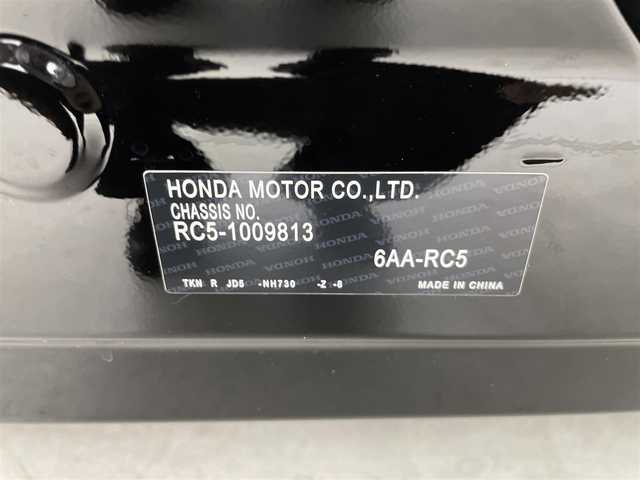 HONDA MOTOR CO.,LTD.
CHASSIS NO.
RC5-1009813
6AA-RC5
TKN R JD5 -NH730 -Z -8
MADE IN CHINA